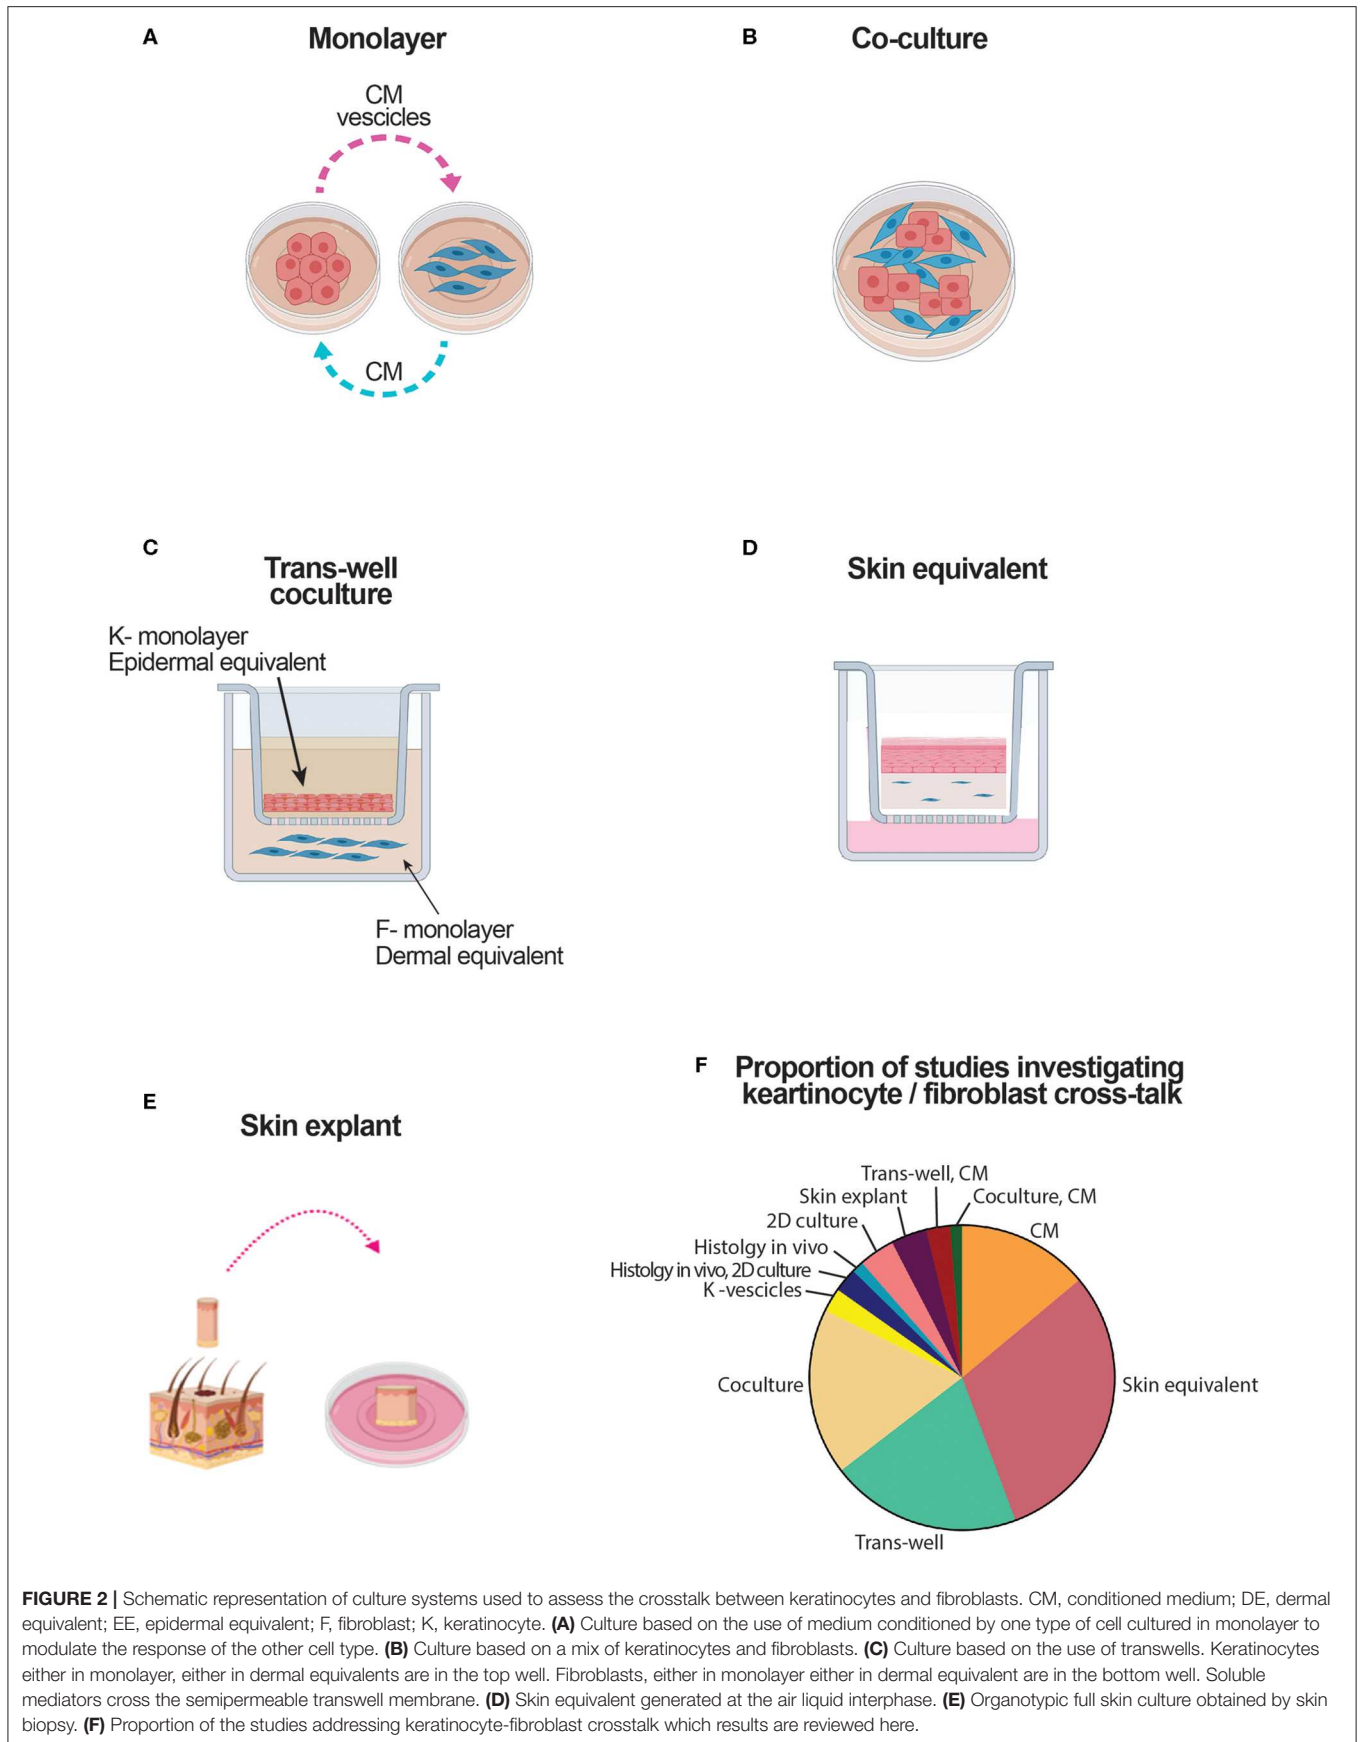 A
Monolayer
CM
vescicles
CM
B
Co-culture
C
Trans-well
coculture
K- monolayer
Epidermal equivalent
F- monolayer
Dermal equivalent
D
Skin equivalent
E
Skin explant
F
Proportion of studies investigating
keartinocyte / fibroblast cross-talk
Trans-well, CM
Skin explant
Coculture, CM
2D culture
CM
Histolgy in vivo
Histolgy in vivo, 2D culture
K -vescicles
Coculture
Skin equivalent
Trans-well
FIGURE 2 | Schematic representation of culture systems used to assess the crosstalk between keratinocytes and fibroblasts. CM, conditioned medium; DE, dermal
equivalent; EE, epidermal equivalent; F, fibroblast; K, keratinocyte. (A) Culture based on the use of medium conditioned by one type of cell cultured in monolayer to
modulate the response of the other cell type. (B) Culture based on a mix of keratinocytes and fibroblasts. (C) Culture based on the use of transwells. Keratinocytes
either in monolayer, either in dermal equivalents are in the top well. Fibroblasts, either in monolayer either in dermal equivalent are in the bottom well. Soluble
mediators cross the semipermeable transwell membrane. (D) Skin equivalent generated at the air liquid interphase. (E) Organotypic full skin culture obtained by skin
biopsy. (F) Proportion of the studies addressing keratinocyte-fibroblast crosstalk which results are reviewed here.